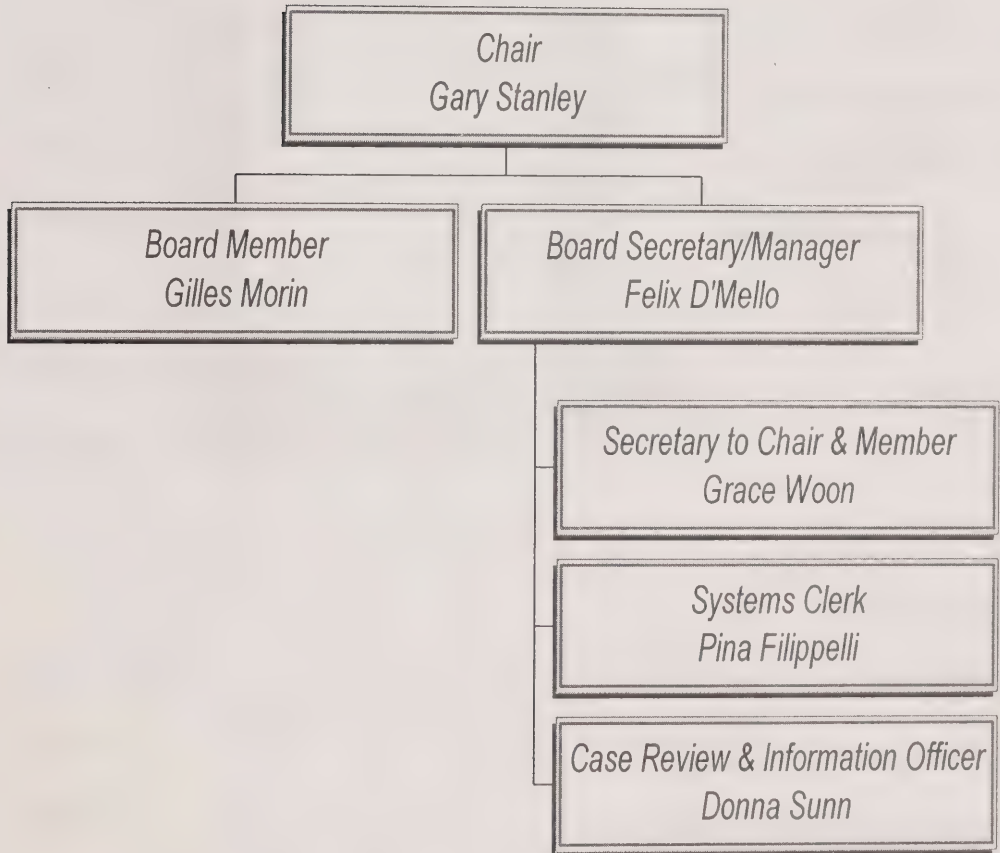 Chair
Gary Stanley
Board Member
Gilles Morin
Board Secretary/Manager
Felix D'Mello
Secretary to Chair & Member
Grace Woon
Systems Clerk
Pina Filippelli
Case Review & Information Officer
Donna Sunn